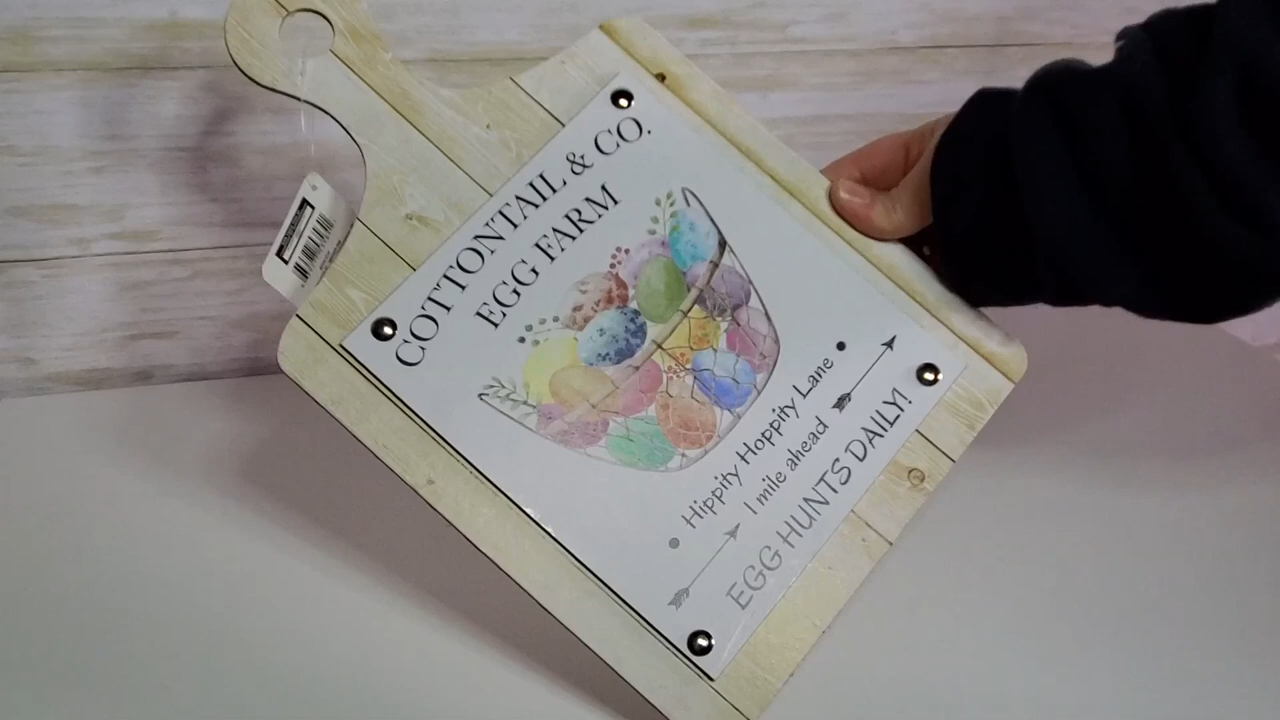 COTTONTAIL & CO.
EGG FARM
• Hippity Hoppity Lane •
1 mile ahead
EGG HUNTS DAILY!